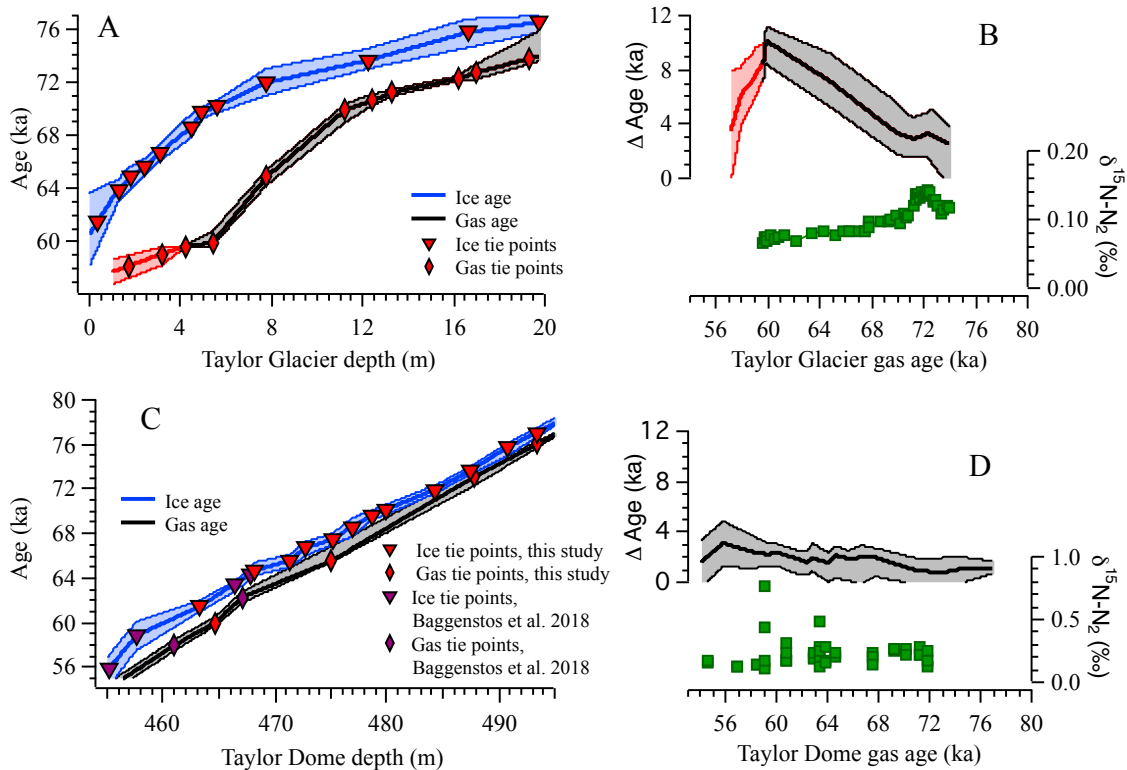 A
Age (ka)
76
72
68
64
60
Ice age
Gas age
Ice tie points
Gas tie points
0
4
8
12
16
20
Taylor Glacier depth (m)
B
Δ Age (ka)
12
8
4
0
0.20
0.10
0.00
δ15N-N2 (‰)
56
60
64
68
72
76
80
Taylor Glacier gas age (ka)
C
Age (ka)
80
76
72
68
64
60
56
Ice age
Gas age
Ice tie points, this study
Gas tie points, this study
Ice tie points,
Baggenstos et al. 2018
Gas tie points,
Baggenstos et al. 2018
460
470
480
490
Taylor Dome depth (m)
D
Δ Age (ka)
12
8
4
0
1.0
0.5
0.0
δ15N-N2 (‰)
56
60
64
68
72
76
80
Taylor Dome gas age (ka)